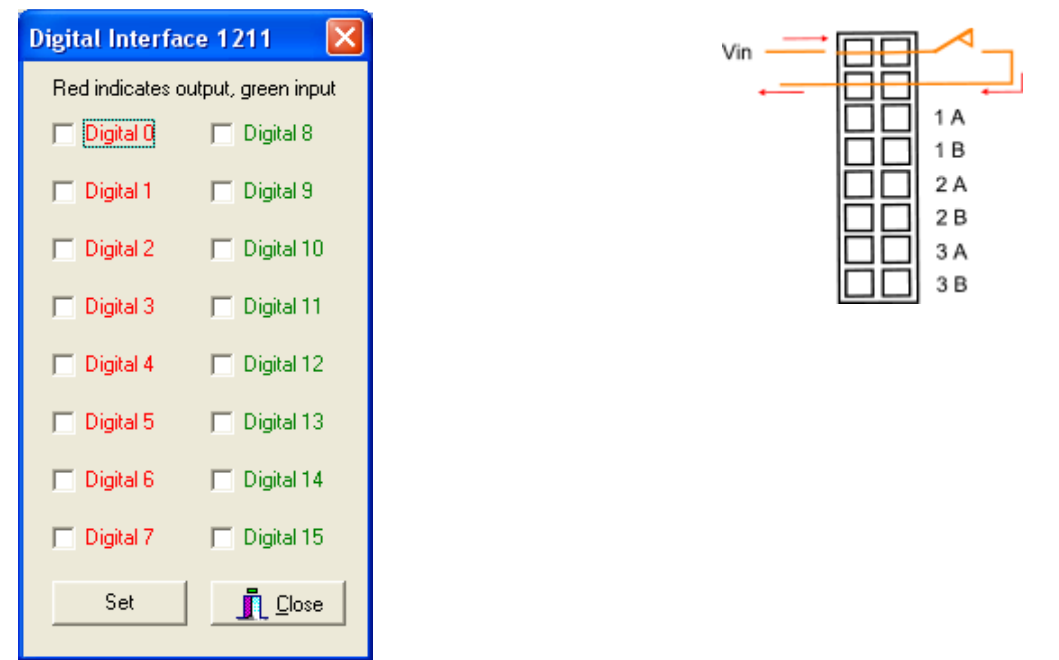 Digital Interface 1211
Red indicates output, green input
Digital 0 Digital 8
Digital 1 Digital 9
Digital 2 Digital 10
Digital 3 Digital 11
Digital 4 Digital 12
Digital 5 Digital 13
Digital 6 Digital 14
Digital 7 Digital 15
Set Close
Vin
1 A
1 B
2 A
2 B
3 A
3 B